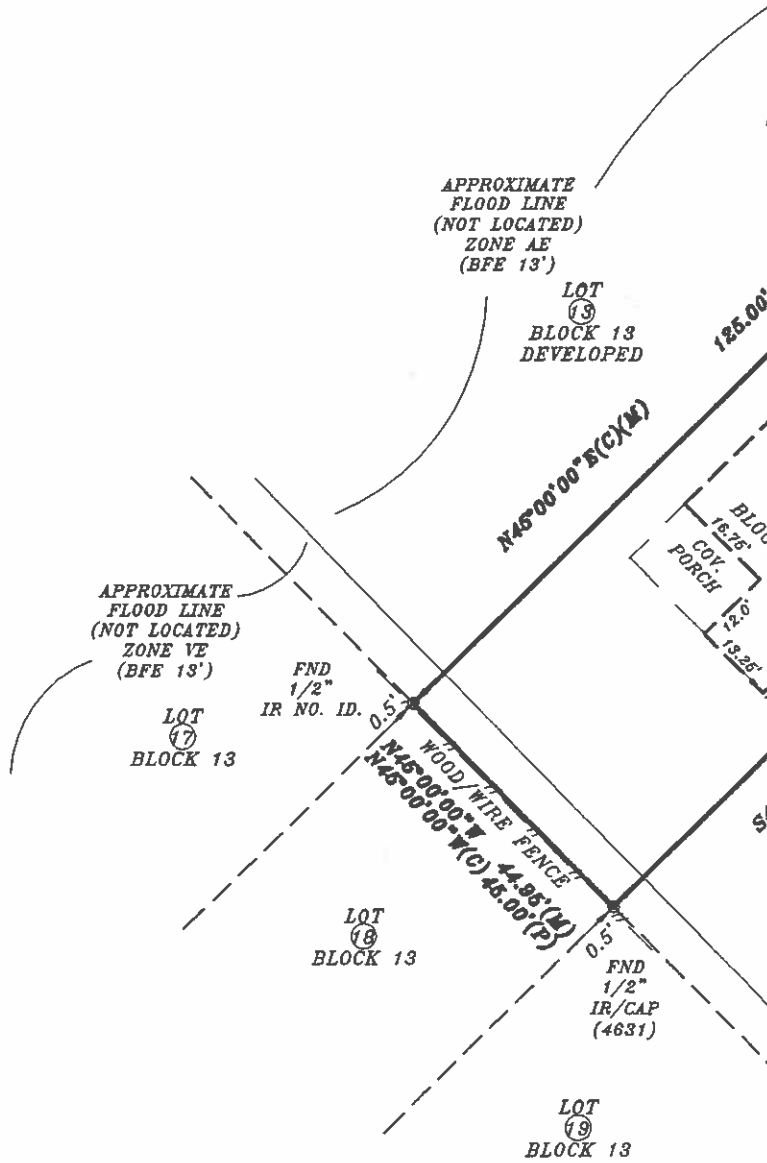 APPROXIMATE
FLOOD LINE
(NOT LOCATED)
ZONE AE
(BFE 13')
LOT
13
BLOCK 13
DEVELOPED
125.00'
N45°00'00"E(C)(M)
16.75'
COV.
PORCH
12.0'
13.25'
APPROXIMATE
FLOOD LINE
(NOT LOCATED)
ZONE VE
(BFE 13')
FND
1/2"
IR NO. ID.
0.5'
LOT
17
BLOCK 13
WOOD/WIRE FENCE
N45°00'00"W 44.95'(M)
N45°00'00"W(C) 45.00'(P)
LOT
18
BLOCK 13
0.5'
FND
1/2"
IR/CAP
(4631)
LOT
19
BLOCK 13